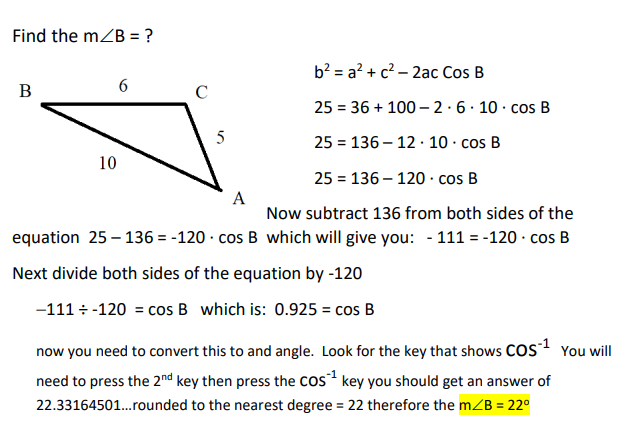 Find the m∠B = ?
b² = a² + c² – 2ac Cos B
B
6
C
25 = 36 + 100 – 2 · 6 · 10 · cos B
5
25 = 136 – 12 · 10 · cos B
10
25 = 136 – 120 · cos B
A
Now subtract 136 from both sides of the
equation 25 – 136 = -120 · cos B which will give you: - 111 = -120 · cos B
Next divide both sides of the equation by -120
–111 ÷ -120 = cos B which is: 0.925 = cos B
now you need to convert this to and angle. Look for the key that shows COS⁻¹ You will
need to press the 2ⁿᵈ key then press the COS⁻¹ key you should get an answer of
22.33164501...rounded to the nearest degree = 22 therefore the m∠B = 22⁰